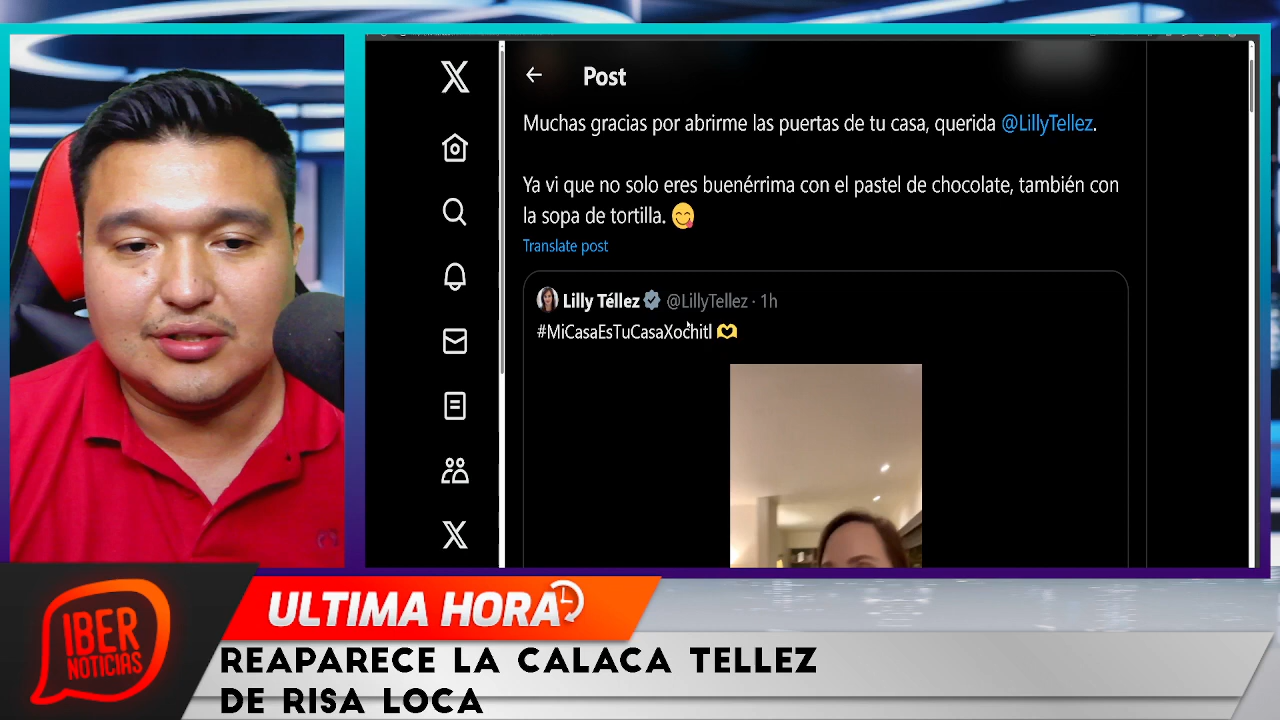 Post
Muchas gracias por abrirme las puertas de tu casa, querida @LillyTellez.
Ya vi que no solo eres buenérrima con el pastel de chocolate, también con
la sopa de tortilla. 😋
Translate post
Lilly Téllez @LillyTellez · 1h
#MiCasaEsTuCasaXochitl 🫶
IBER
NOTICIAS
ULTIMA HORA
REAPARECE LA CALACA TELLEZ
DE RISA LOCA